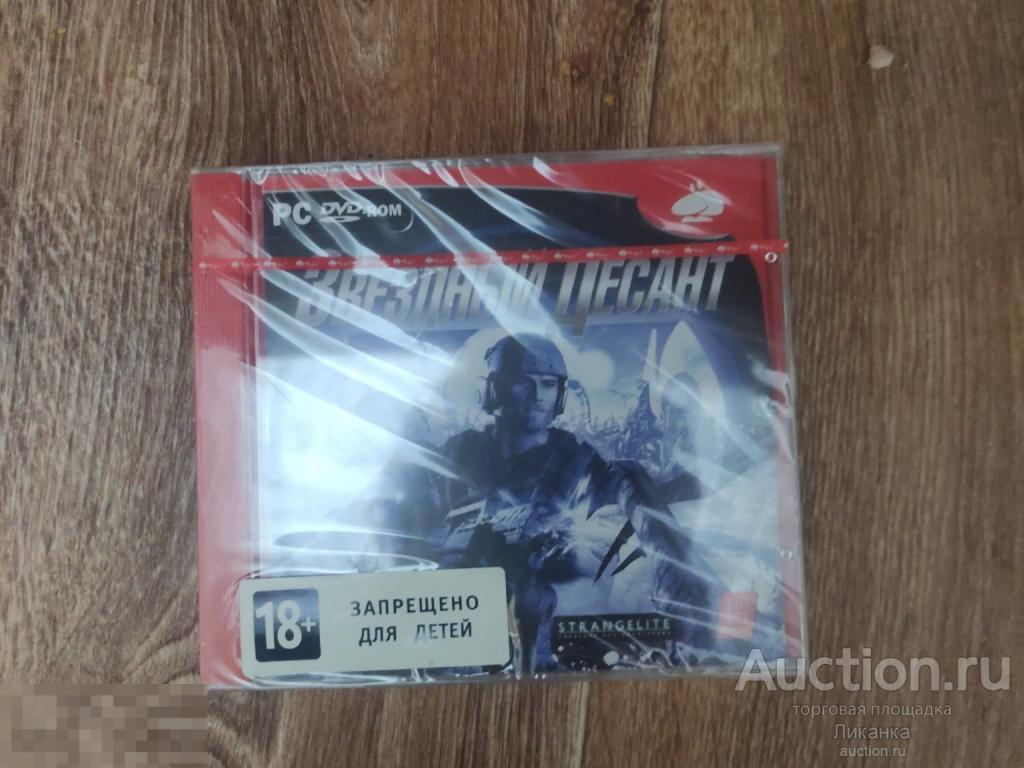 PC DVD-ROM
ЗВЕЗДНЫЙ ДЕСАНТ
STRANGELITE
18+
ЗАПРЕЩЕНО
ДЛЯ ДЕТЕЙ
Auction.ru
торговая площадка
Ликанка
auction.ru